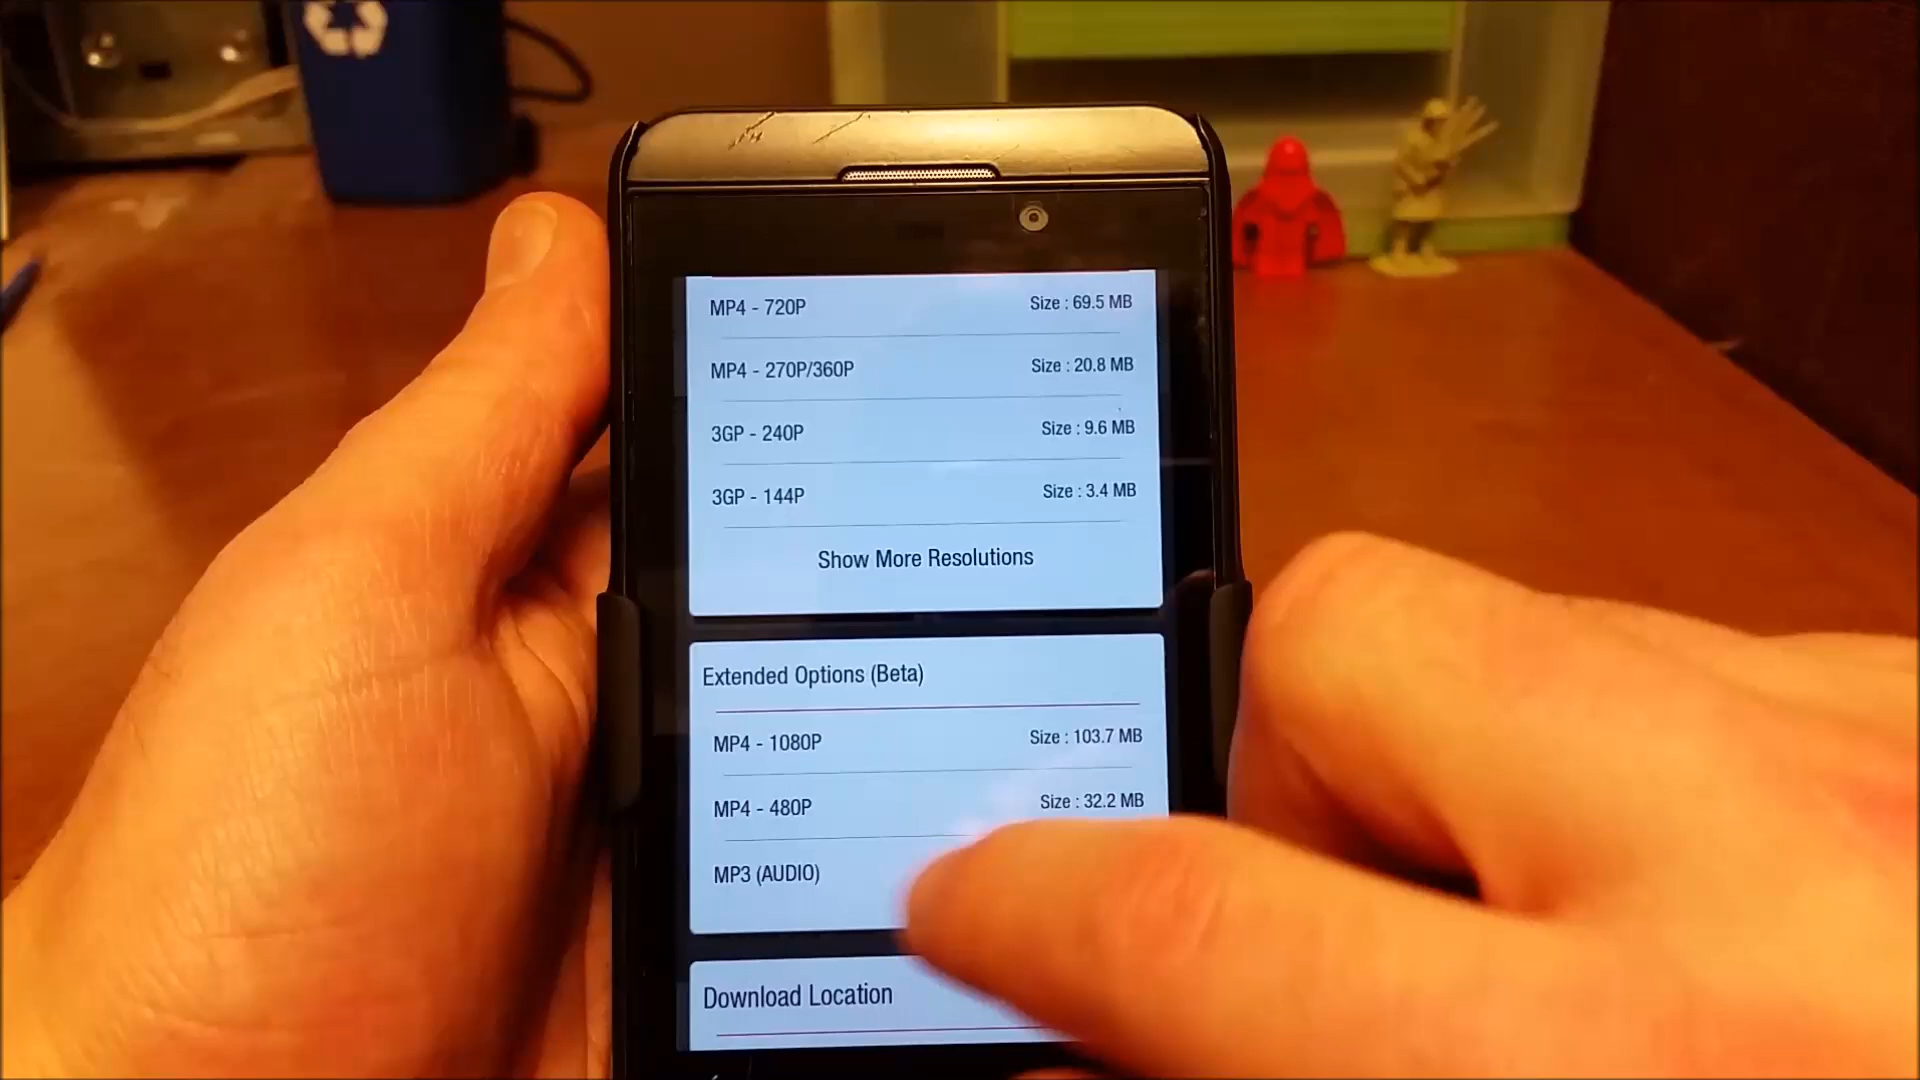 MP4 - 720P Size : 69.5 MB
MP4 - 270P/360P Size : 20.8 MB
3GP - 240P Size : 9.6 MB
3GP - 144P Size : 3.4 MB
Show More Resolutions
Extended Options (Beta)
MP4 - 1080P Size : 103.7 MB
MP4 - 480P Size : 32.2 MB
MP3 (AUDIO)
Download Location